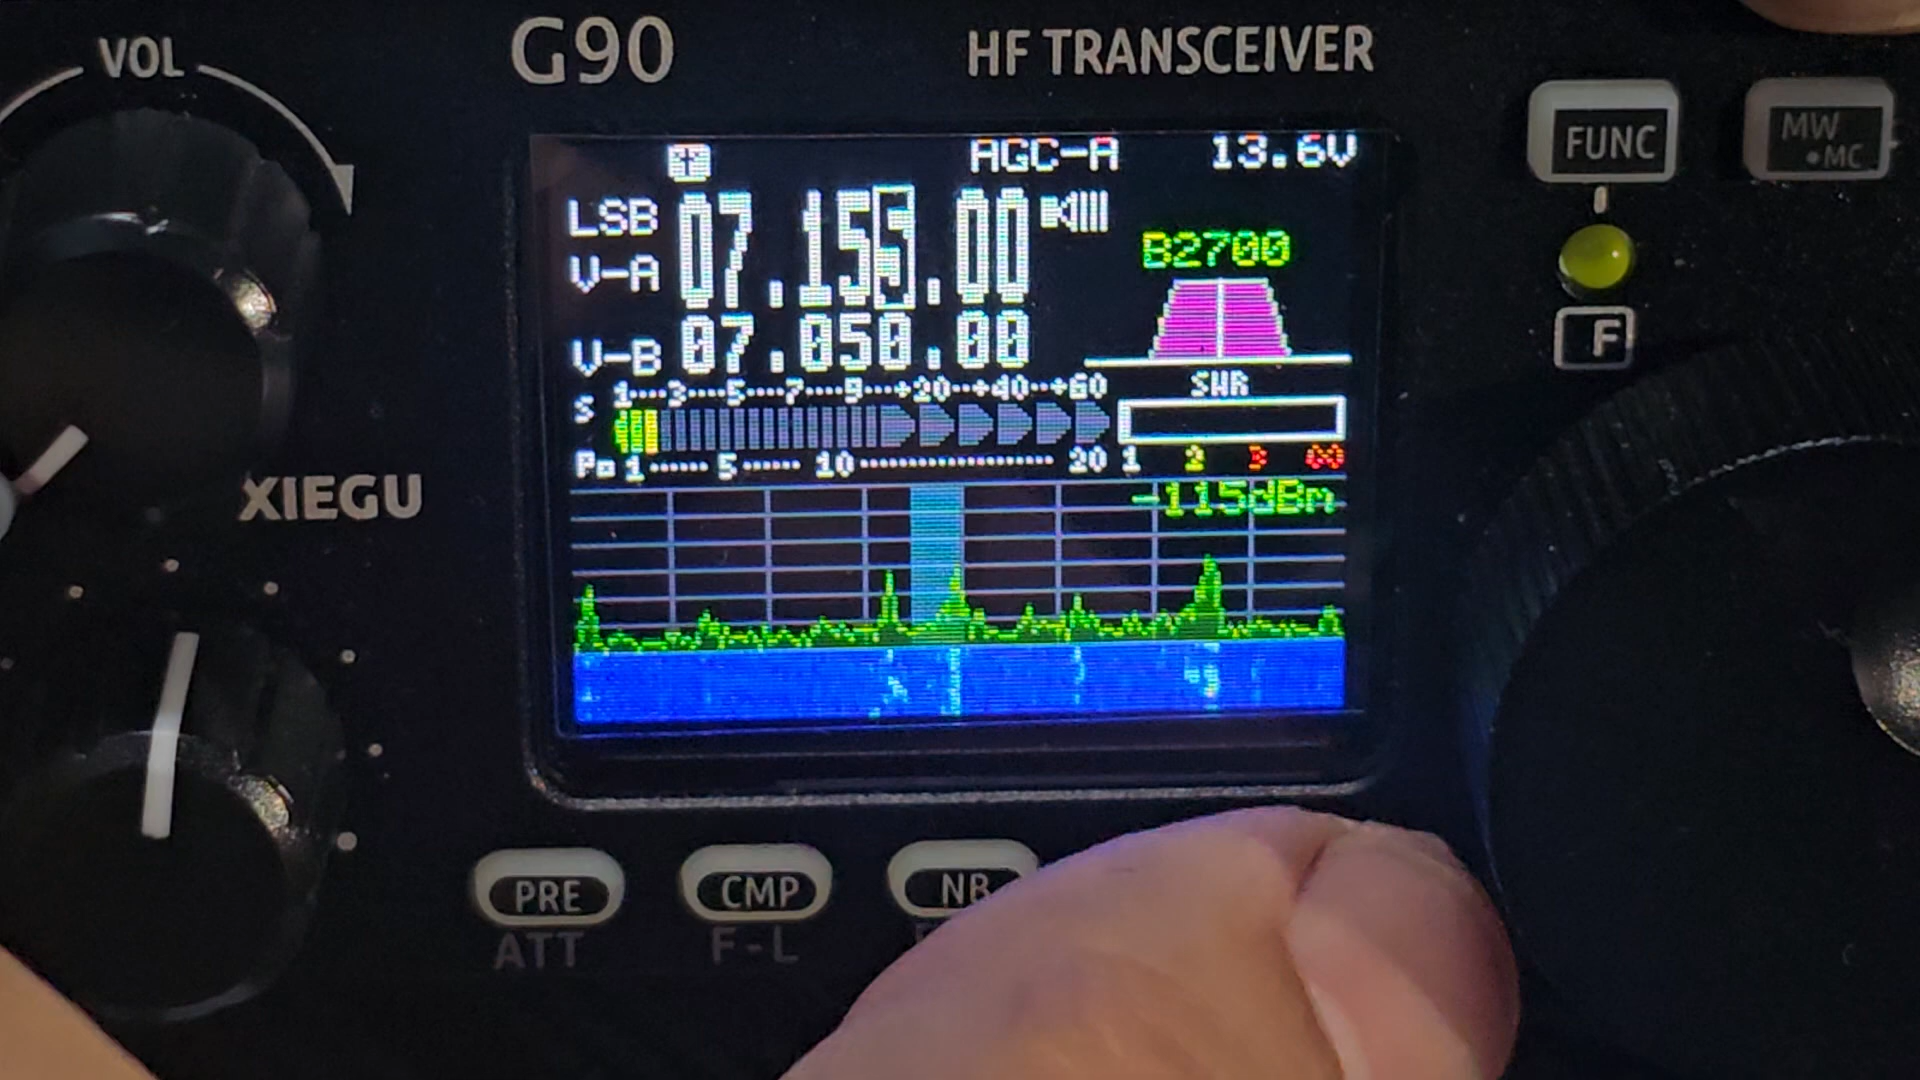 VOL
G90
HF TRANSCEIVER
FUNC
MW
•MC
AGC-A
13.6V
LSB
07.155.00
V-A
B2700
V-B
07.050.00
F
1 3 5 7 9 +20 +40 +60
SWR
S
Po 1 5 10 20
1 2 3 ∞
XIEGU
-115dBm
PRE
CMP
NB
ATT
F-L